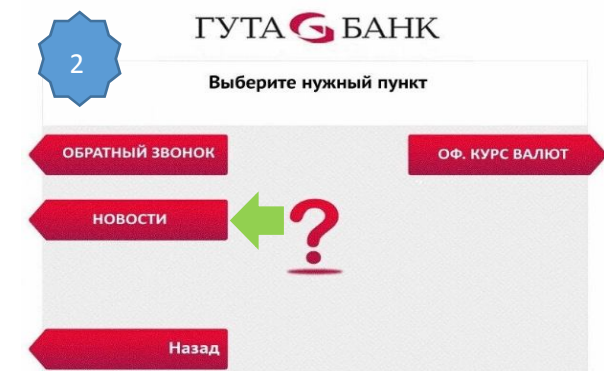 2
ГУТА БАНК
Выберите нужный пункт
ОБРАТНЫЙ ЗВОНОК
ОФ. КУРС ВАЛЮТ
НОВОСТИ
?
Назад